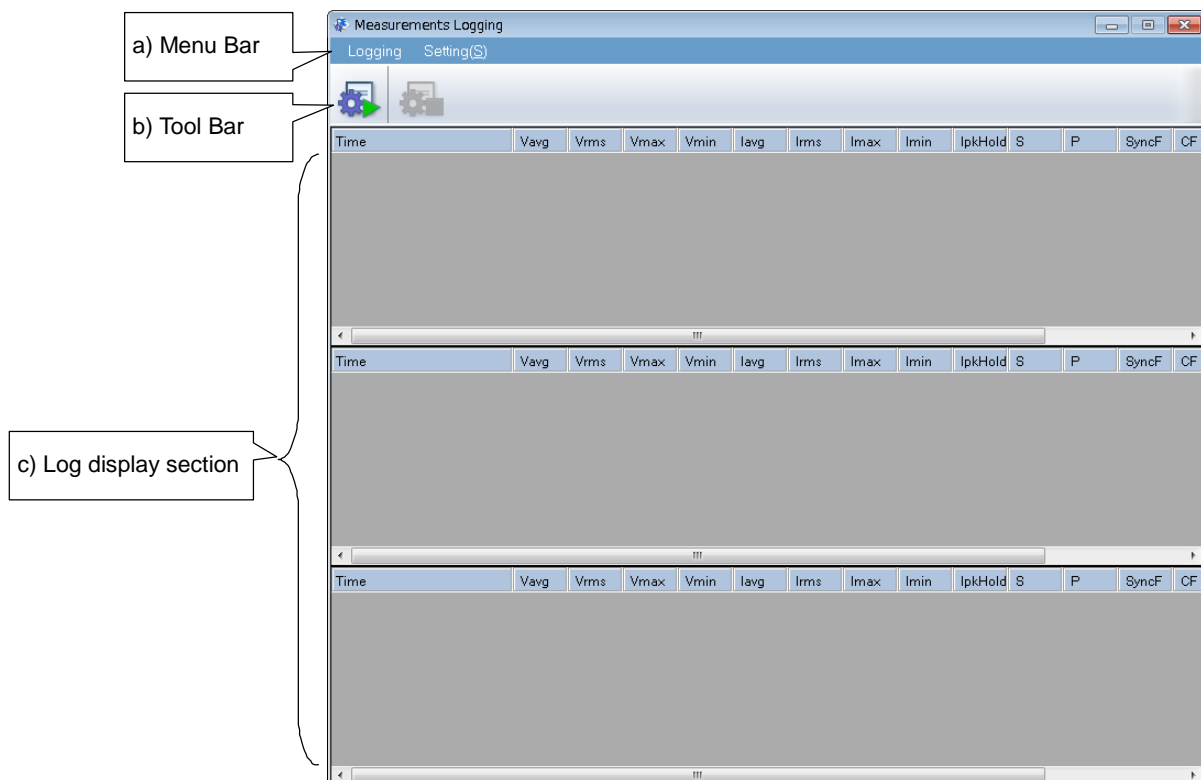 a) Menu Bar
Measurements Logging
Logging Setting(S)
b) Tool Bar
Time Vavg Vrms Vmax Vmin Iavg Irms Imax Imin IpkHold S P SyncF CF
Time Vavg Vrms Vmax Vmin Iavg Irms Imax Imin IpkHold S P SyncF CF
c) Log display section
Time Vavg Vrms Vmax Vmin Iavg Irms Imax Imin IpkHold S P SyncF CF